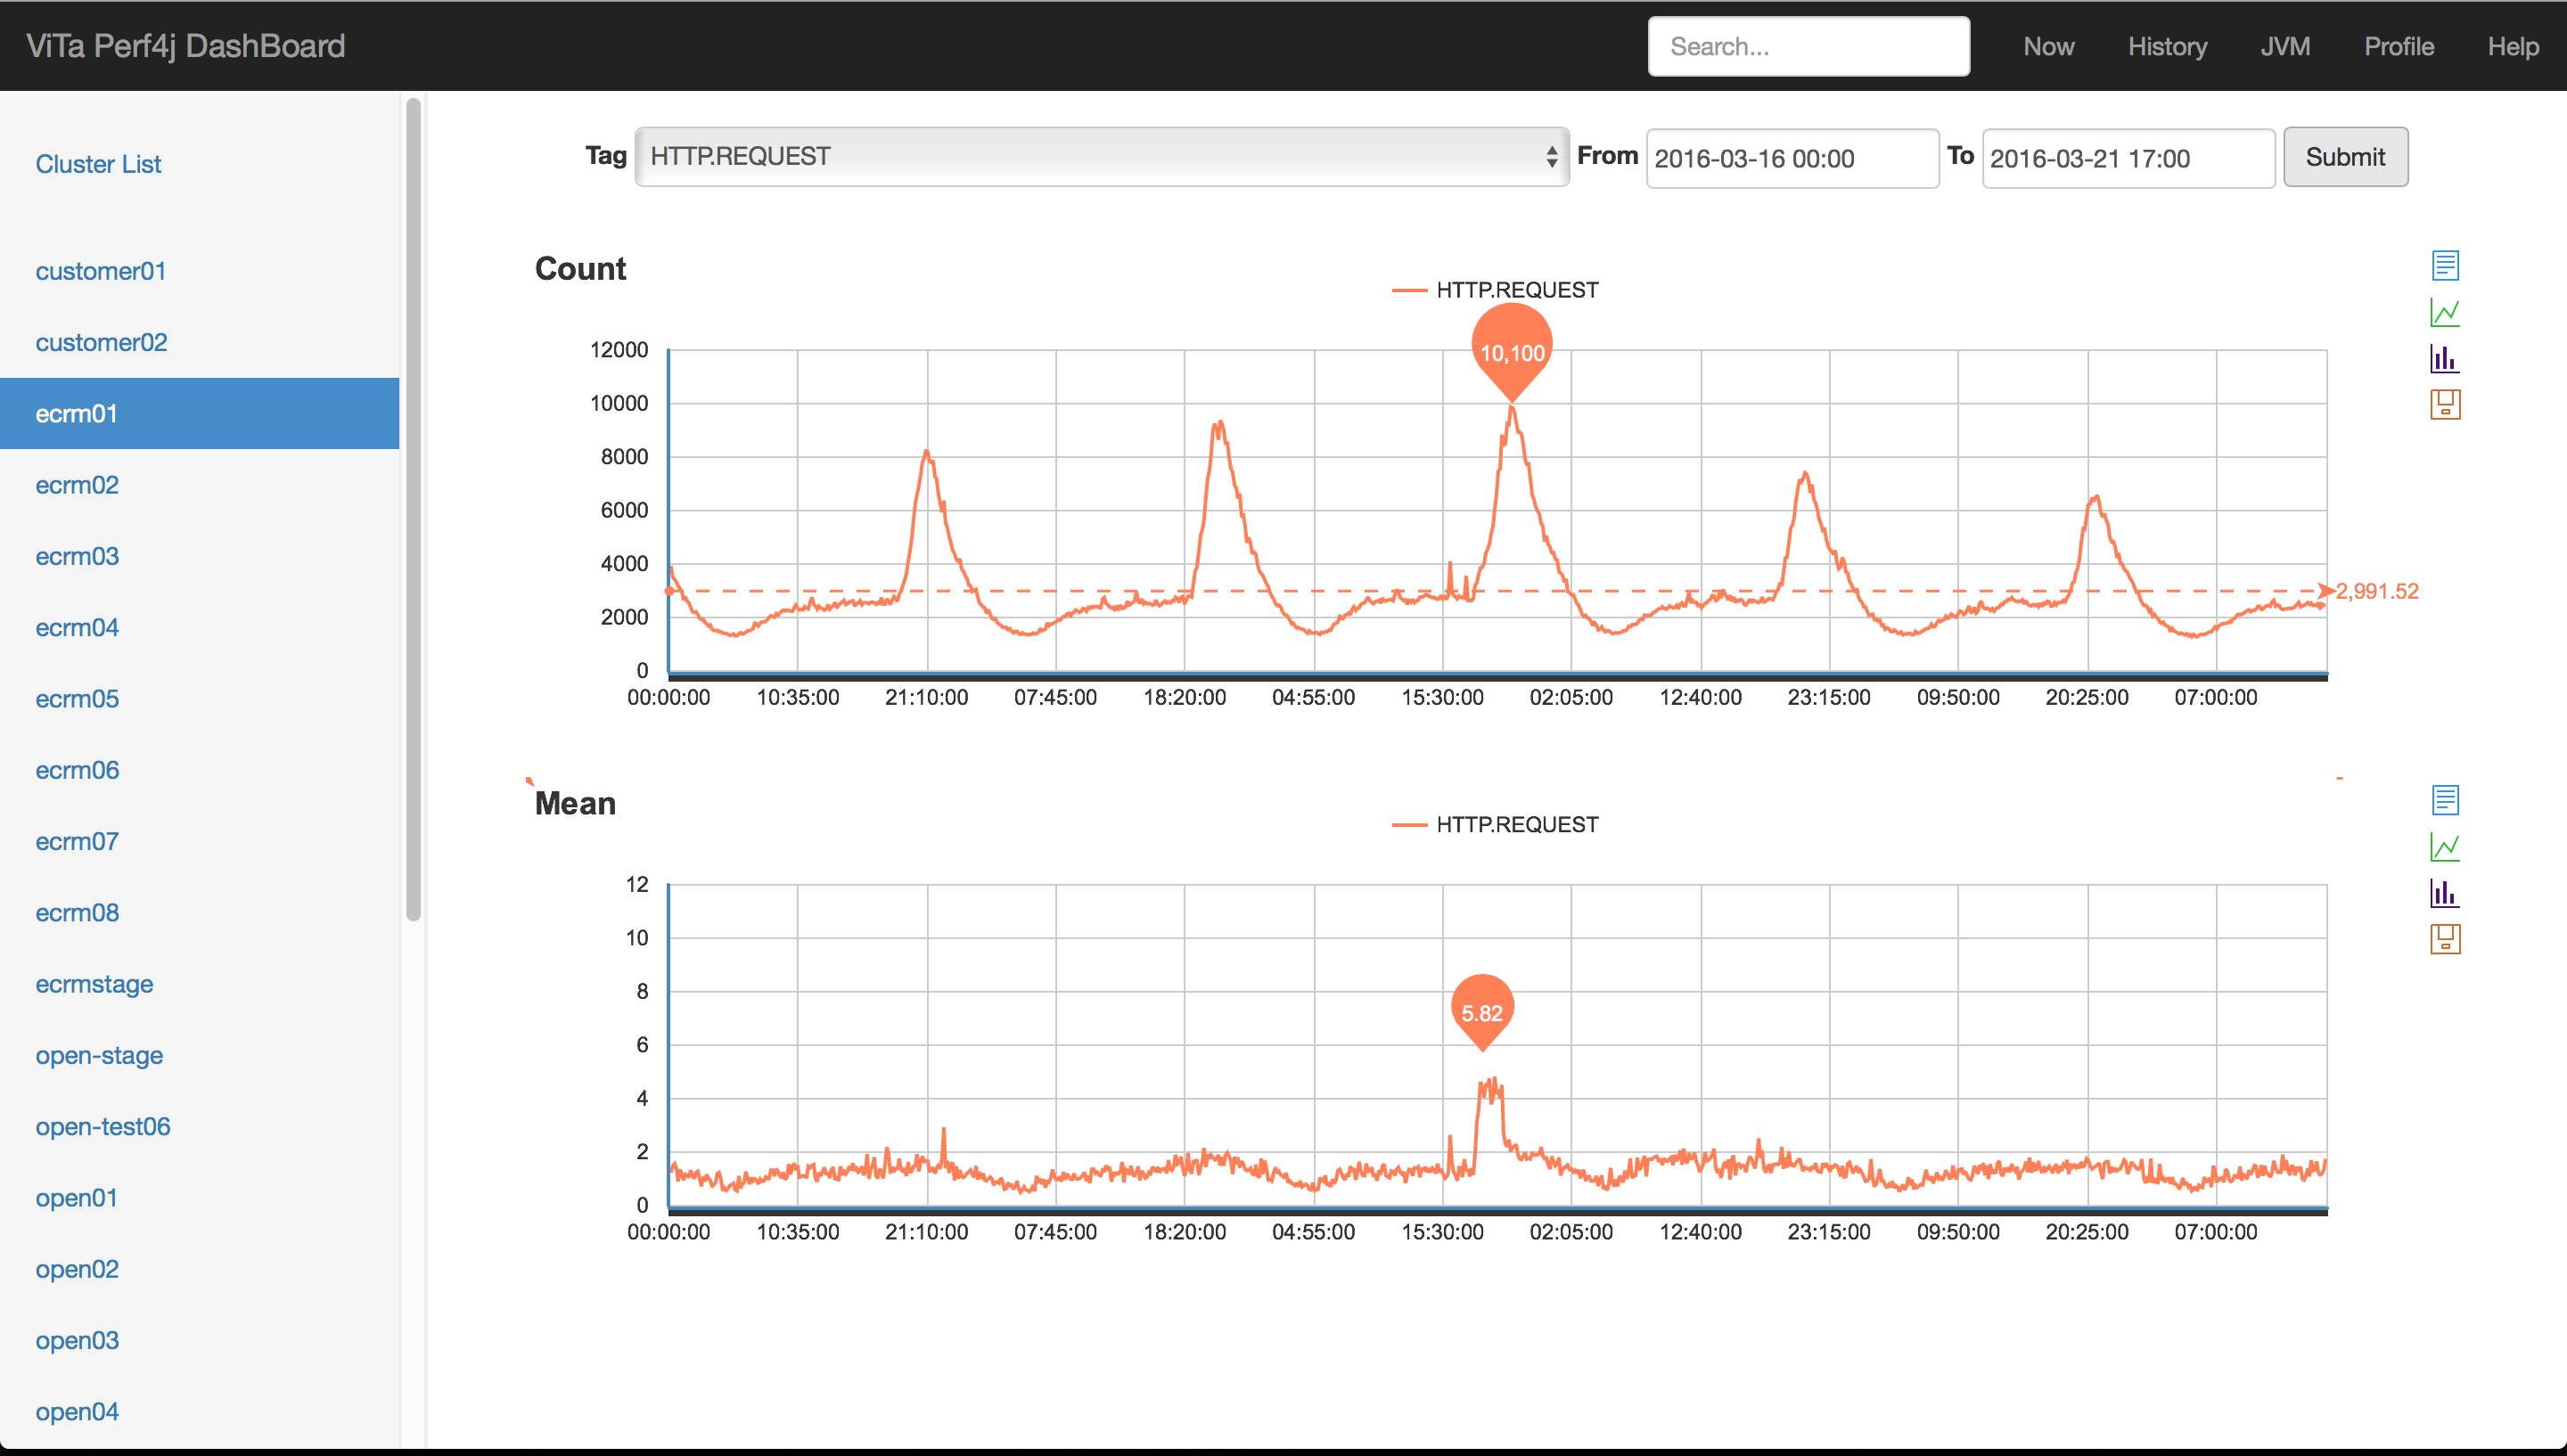 ViTa Perf4j DashBoard
Search...
Now History JVM Profile Help
Cluster List
customer01
customer02
ecrm01
ecrm02
ecrm03
ecrm04
ecrm05
ecrm06
ecrm07
ecrm08
ecrmstage
open-stage
open-test06
open01
open02
open03
open04
Tag HTTP.REQUEST From 2016-03-16 00:00 To 2016-03-21 17:00 Submit
Count
HTTP.REQUEST
10,100
12000
10000
8000
6000
4000
2,991.52
2000
0
00:00:00 10:35:00 21:10:00 07:45:00 18:20:00 04:55:00 15:30:00 02:05:00 12:40:00 23:15:00 09:50:00 20:25:00 07:00:00
Mean
HTTP.REQUEST
12
10
8
5.82
6
4
2
0
00:00:00 10:35:00 21:10:00 07:45:00 18:20:00 04:55:00 15:30:00 02:05:00 12:40:00 23:15:00 09:50:00 20:25:00 07:00:00